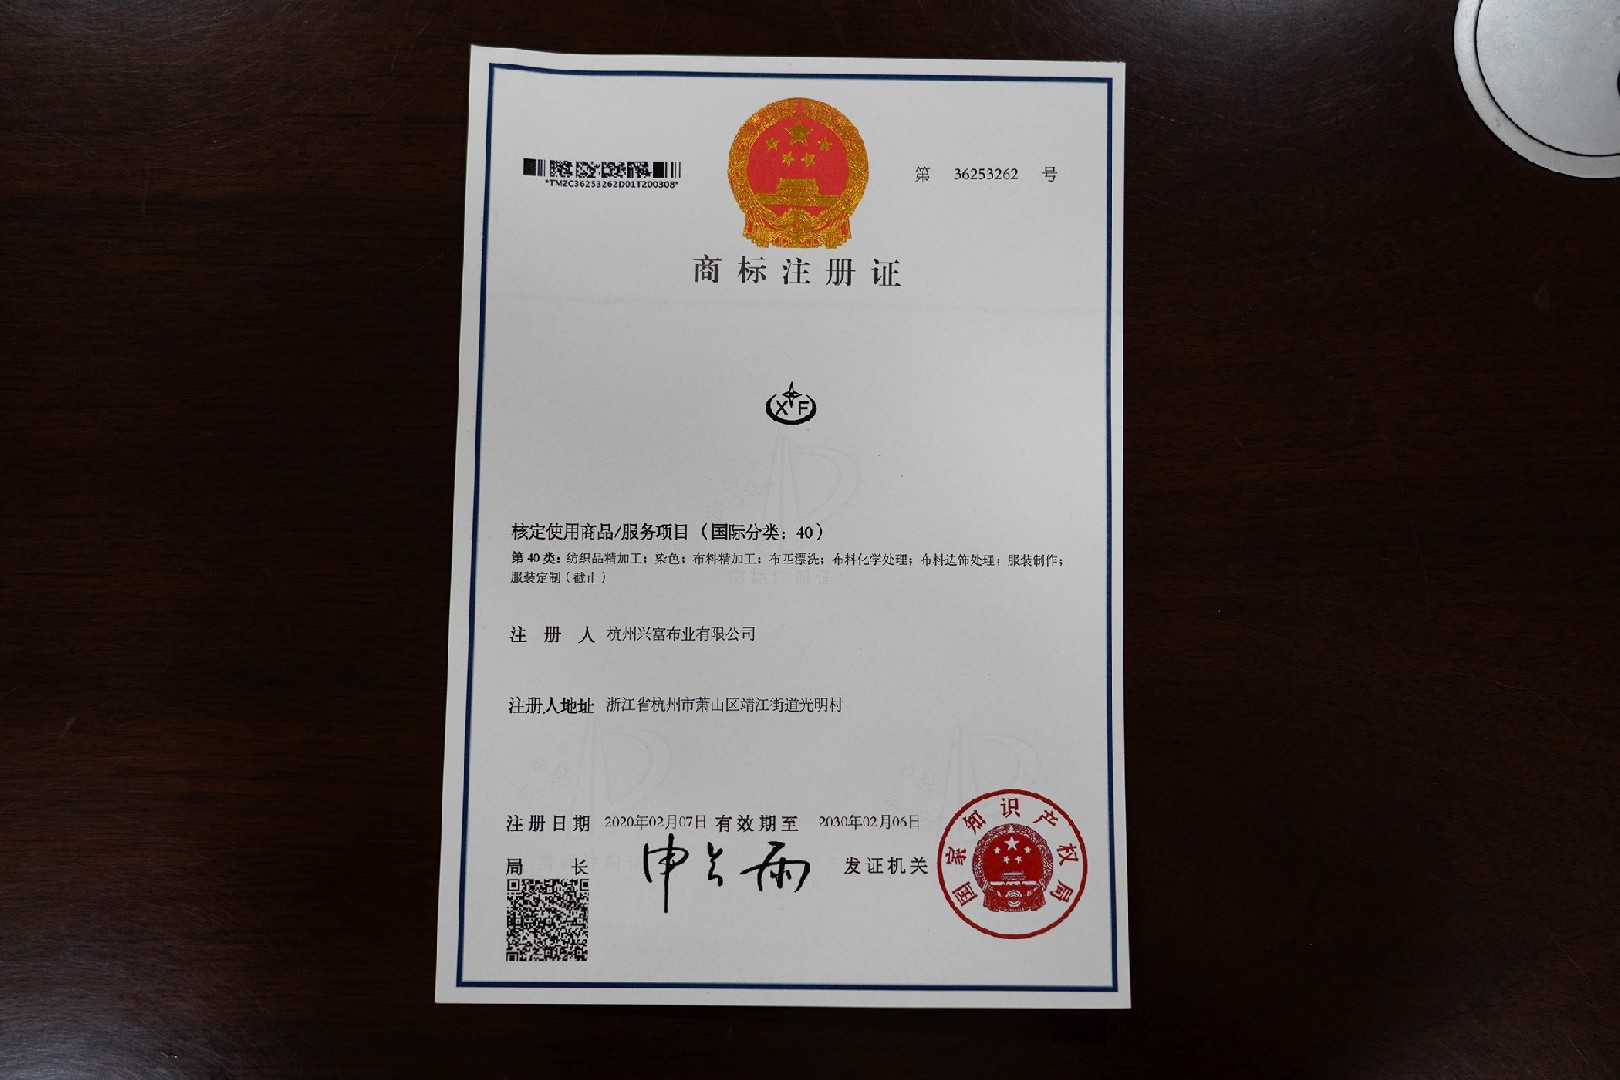 *TMZC36253262D01T200308*
第 36253262 号
商标注册证
XF
核定使用商品/服务项目（国际分类：40）
第40类：纺织品精加工；染色；布料精加工；布匹漂洗；布料化学处理；布料边饰处理；服装制作；
服装定制（截止）
注册人 杭州兴富布业有限公司
注册人地址 浙江省杭州市萧山区靖江街道光明村
注册日期 2020年02月07日 有效期至 2030年02月06日
局长 申长雨 发证机关
国家知识产权局